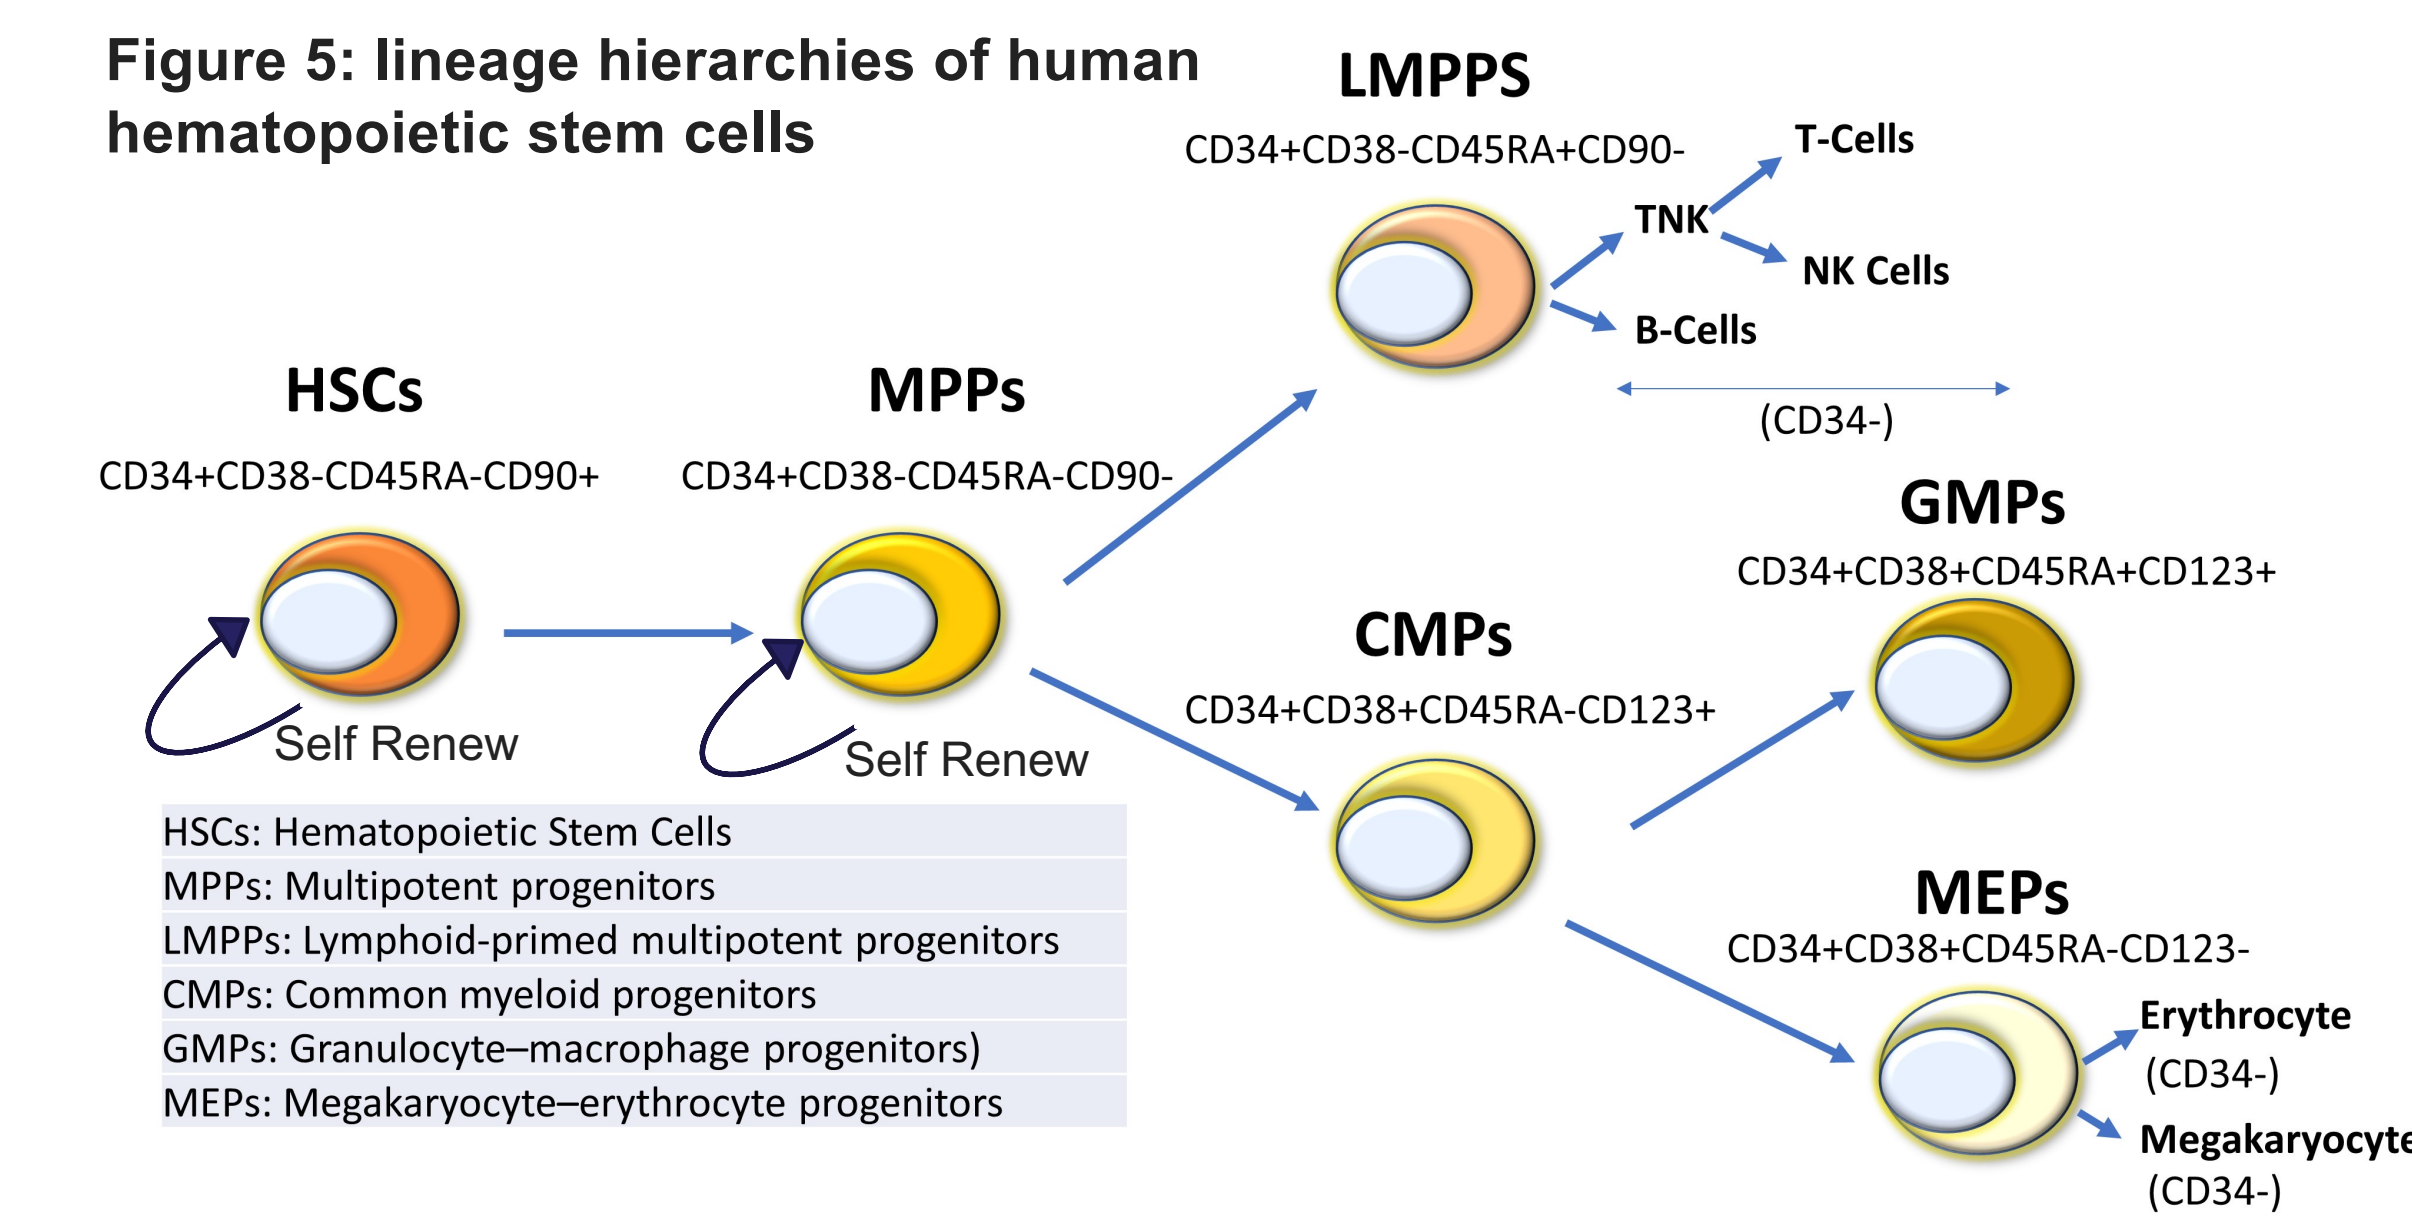 Figure 5: lineage hierarchies of human
hematopoietic stem cells
LMPPS
CD34+CD38-CD45RA+CD90-
T-Cells
TNK
NK Cells
B-Cells
(CD34-)
HSCs
CD34+CD38-CD45RA-CD90+
Self Renew
MPPs
CD34+CD38-CD45RA-CD90-
Self Renew
CMPs
CD34+CD38+CD45RA-CD123+
GMPs
CD34+CD38+CD45RA+CD123+
MEPs
CD34+CD38+CD45RA-CD123-
Erythrocyte
(CD34-)
Megakaryocyte
(CD34-)
HSCs: Hematopoietic Stem Cells
MPPs: Multipotent progenitors
LMPPs: Lymphoid-primed multipotent progenitors
CMPs: Common myeloid progenitors
GMPs: Granulocyte–macrophage progenitors)
MEPs: Megakaryocyte–erythrocyte progenitors